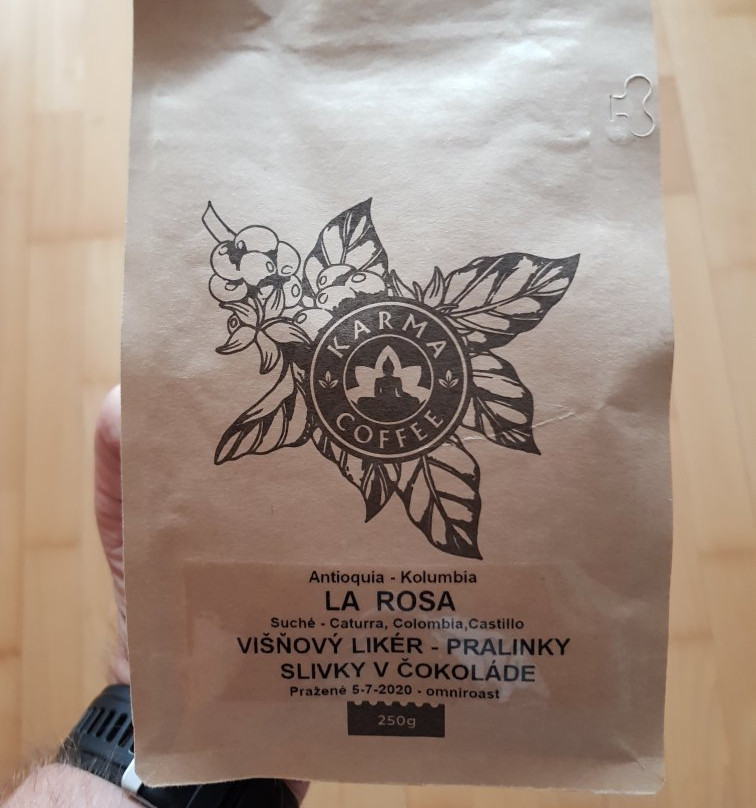 KARMA
COFFEE
Antioquia - Kolumbia
LA ROSA
Suché - Caturra, Colombia,Castillo
VIŠŇOVÝ LIKÉR - PRALINKY
SLIVKY V ČOKOLÁDE
Pražené 5-7-2020 - omniroast
250g